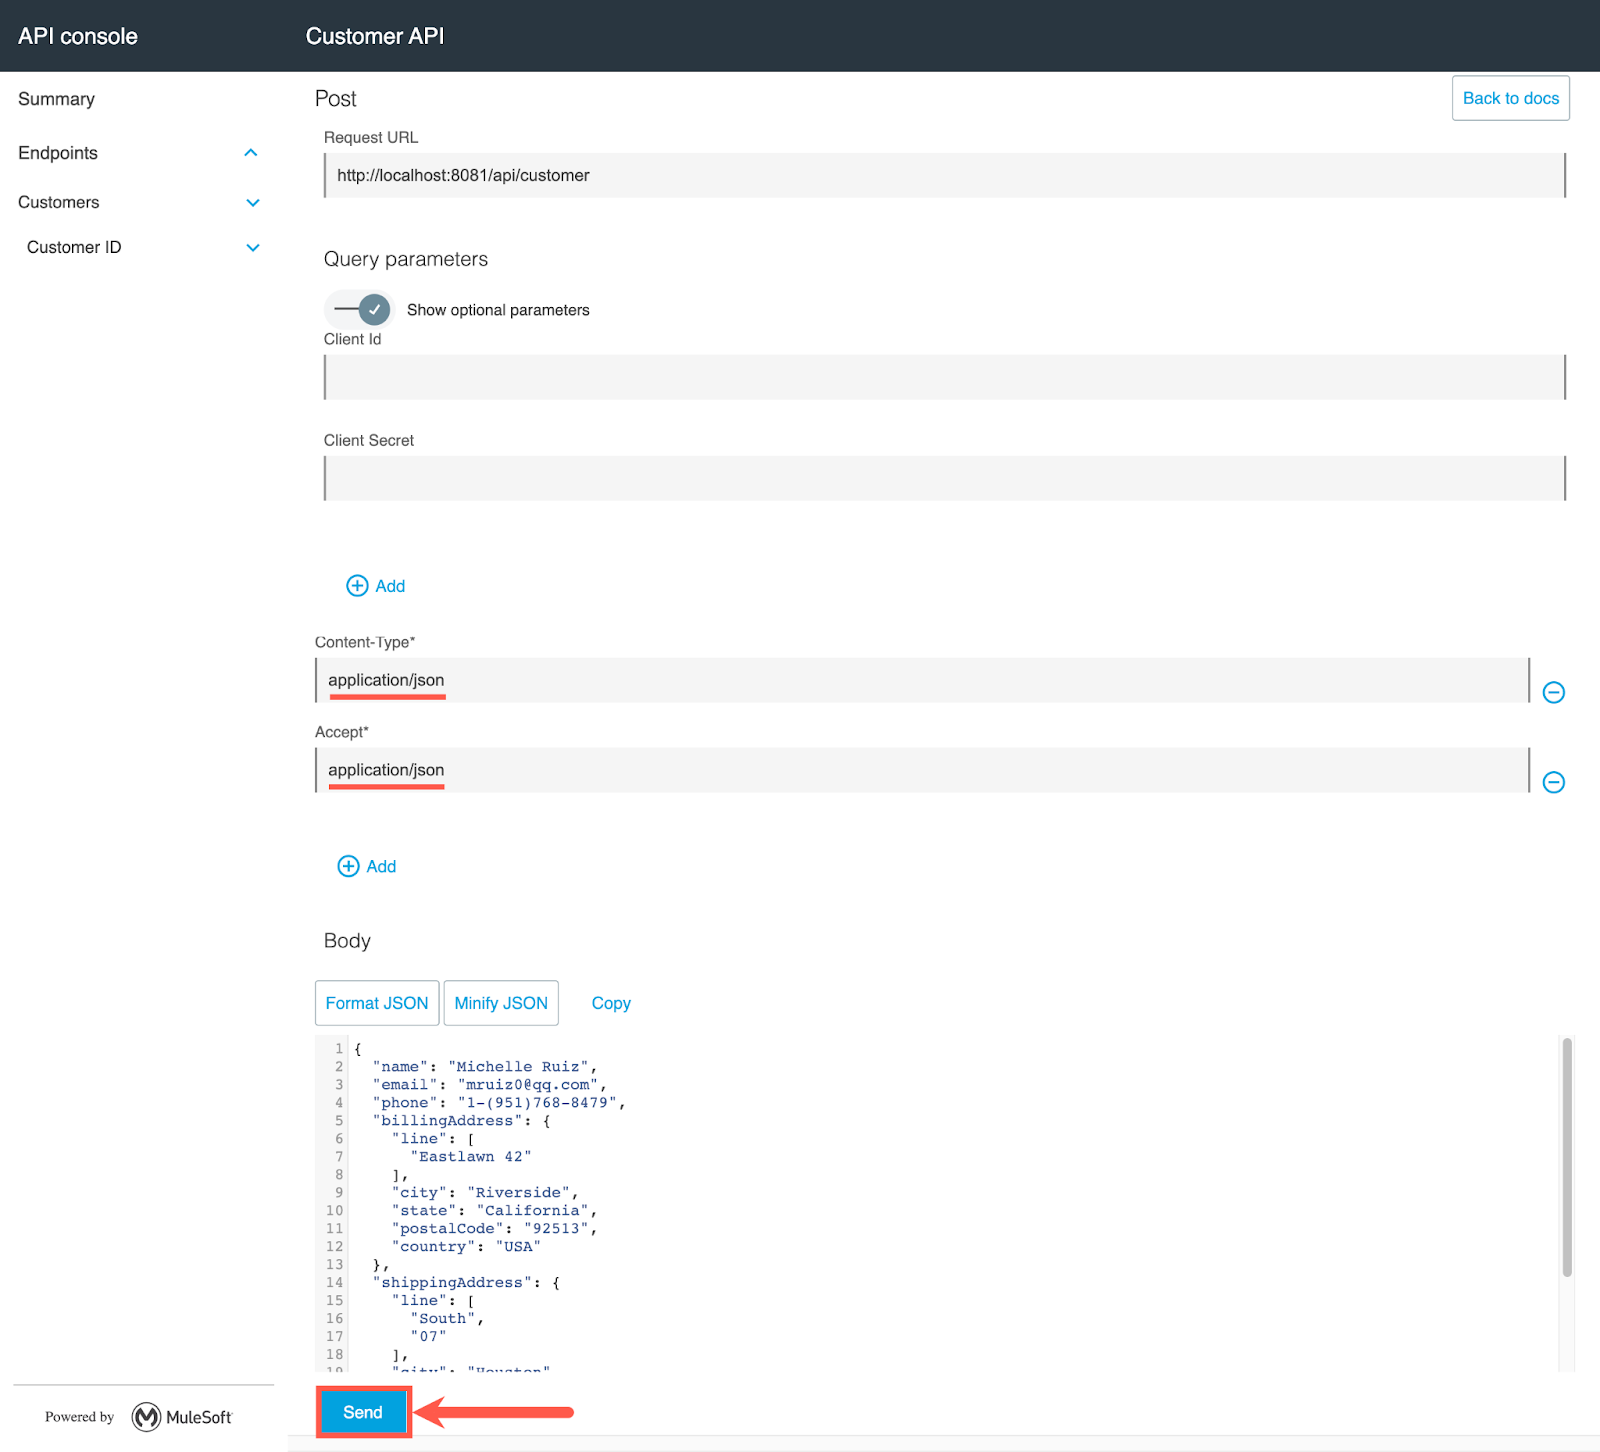 API console
Customer API
Summary
Endpoints
Customers
Customer ID
Post
Back to docs
Request URL
http://localhost:8081/api/customer
Query parameters
Show optional parameters
Client Id
Client Secret
Add
Content-Type*
application/json
Accept*
application/json
Add
Body
Format JSON Minify JSON Copy
1 {
2 "name": "Michelle Ruiz",
3 "email": "mruiz0@qq.com",
4 "phone": "1-(951)768-8479",
5 "billingAddress": {
6 "line": [
7 "Eastlawn 42"
8 ],
9 "city": "Riverside",
10 "state": "California",
11 "postalCode": "92513",
12 "country": "USA"
13 },
14 "shippingAddress": {
15 "line": [
16 "South",
17 "07"
18 ],
19 "city": "Houston"
Send
Powered by MuleSoft